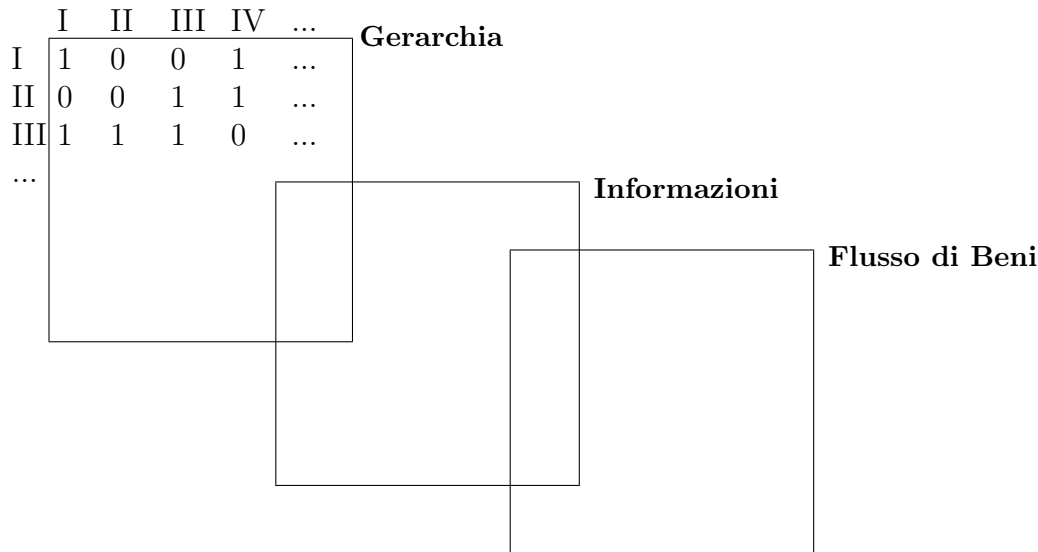 I II III IV ...
Gerarchia
I 1 0 0 1 ...
II 0 0 1 1 ...
III 1 1 1 0 ...
...
Informazioni
Flusso di Beni